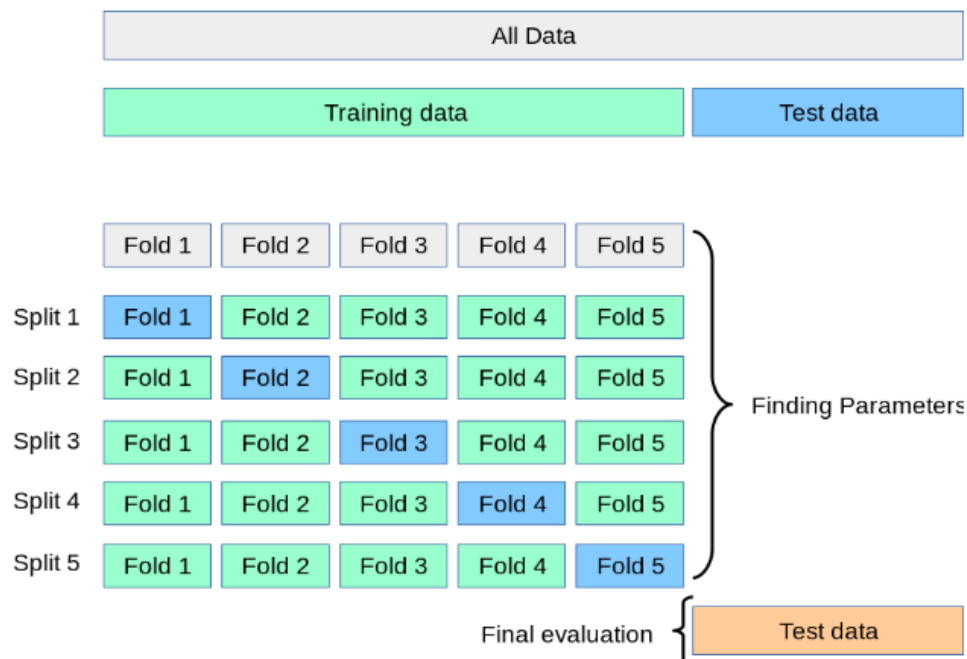 All Data
Training data Test data
Fold 1 Fold 2 Fold 3 Fold 4 Fold 5
Split 1 Fold 1 Fold 2 Fold 3 Fold 4 Fold 5
Split 2 Fold 1 Fold 2 Fold 3 Fold 4 Fold 5
Finding Parameters
Split 3 Fold 1 Fold 2 Fold 3 Fold 4 Fold 5
Split 4 Fold 1 Fold 2 Fold 3 Fold 4 Fold 5
Split 5 Fold 1 Fold 2 Fold 3 Fold 4 Fold 5
Final evaluation Test data